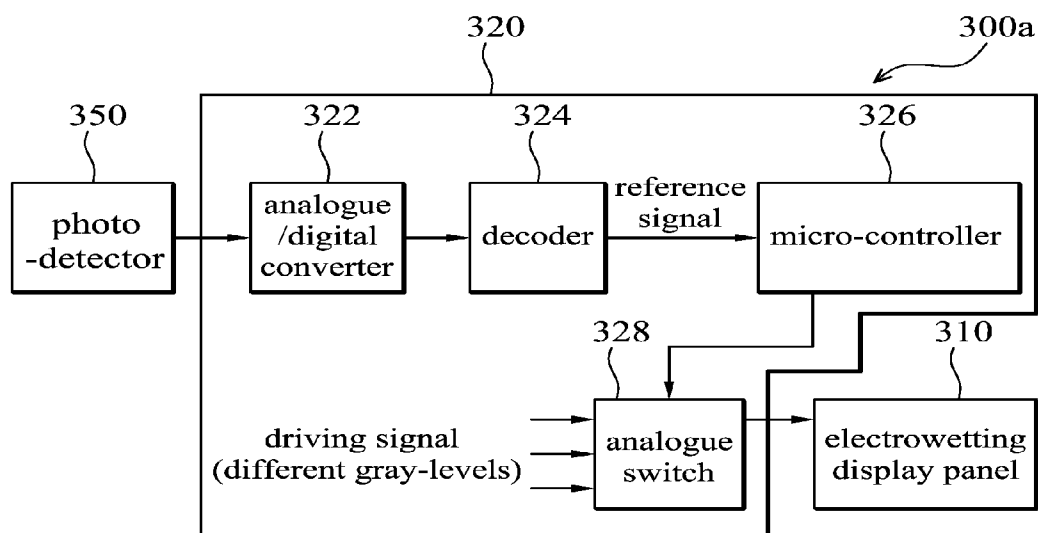 320
300a
350
322
324
326
photo
-detector
analogue
/digital
converter
decoder
reference
signal
micro-controller
328
310
driving signal
(different gray-levels)
analogue
switch
electrowetting
display panel